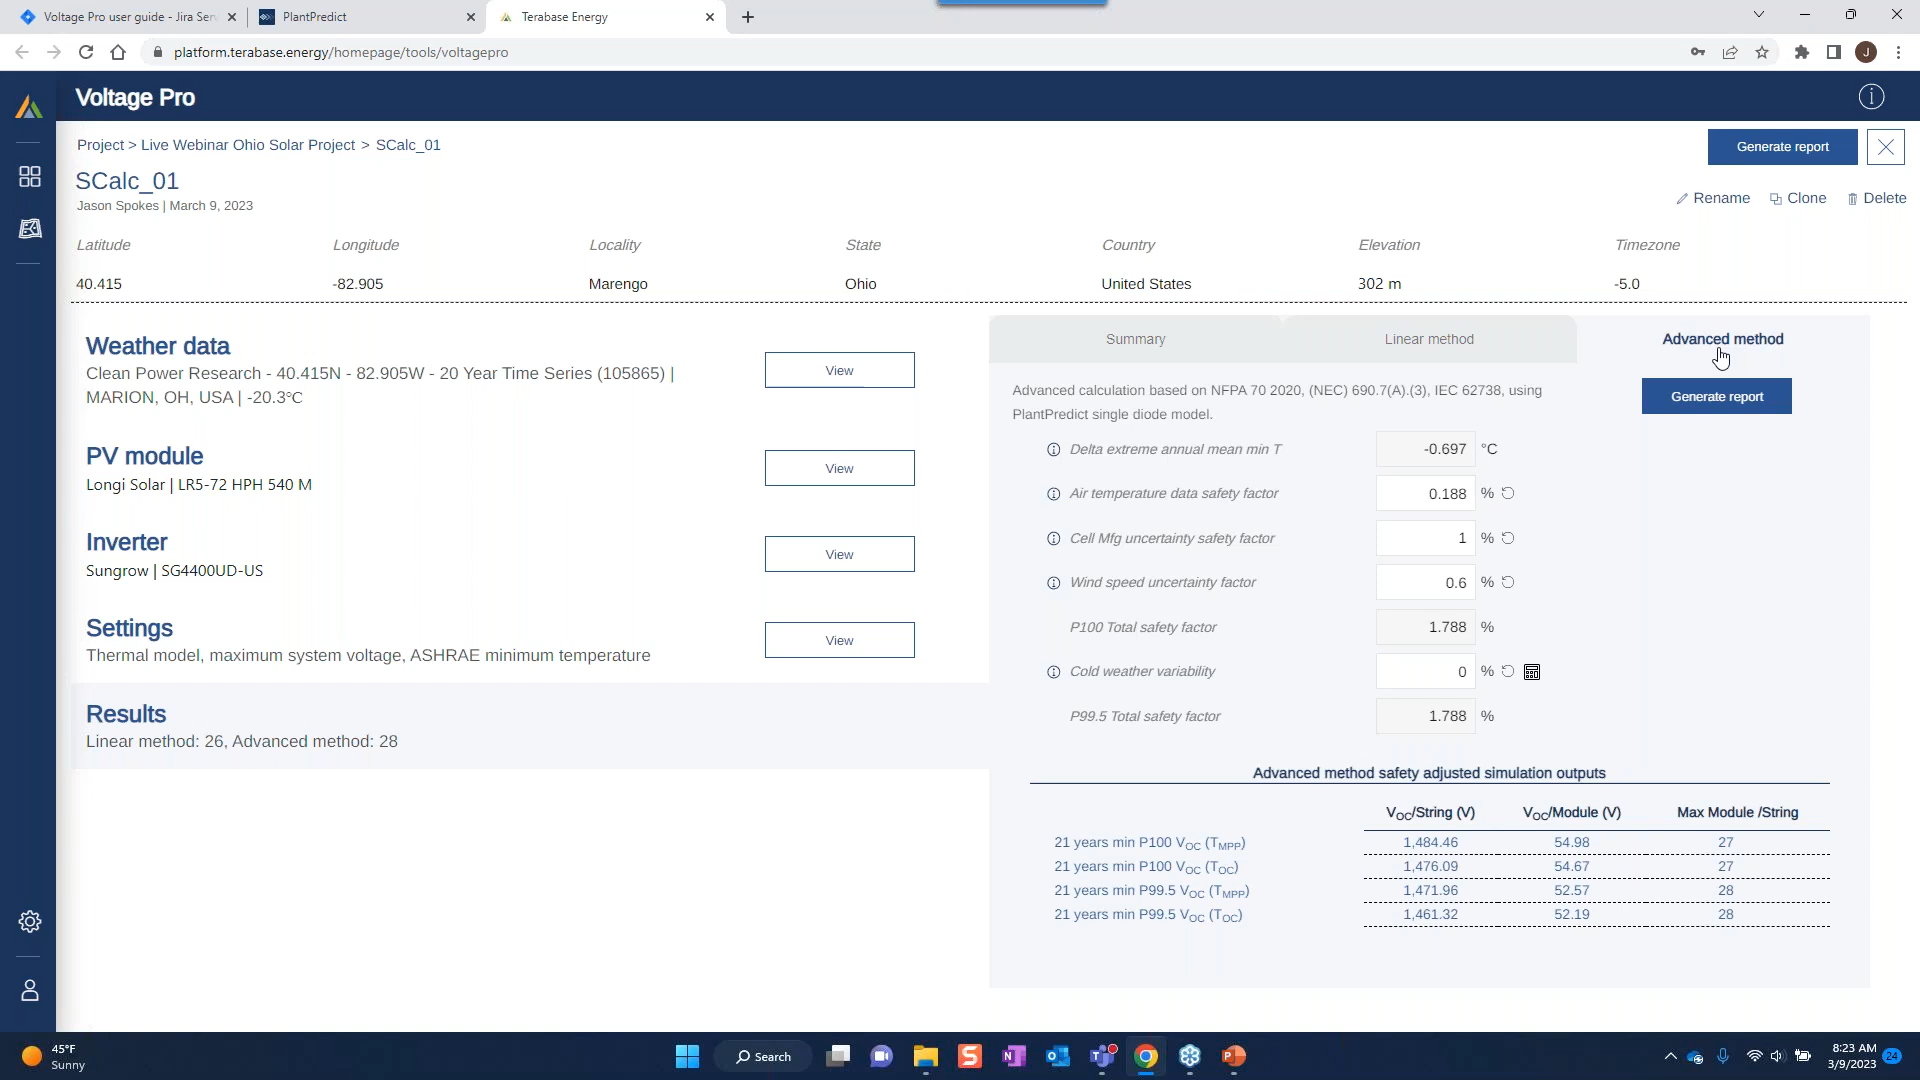 Voltage Pro user guide - Jira Ser
PlantPredict
Terabase Energy
platform.terabase.energy/homepage/tools/voltagepro
J
Voltage Pro
Project > Live Webinar Ohio Solar Project > SCalc_01
Generate report
SCalc_01
Jason Spokes | March 9, 2023
Rename
Clone
Delete
Latitude
Longitude
Locality
State
Country
Elevation
Timezone
40.415
-82.905
Marengo
Ohio
United States
302 m
-5.0
Weather data
Clean Power Research - 40.415N - 82.905W - 20 Year Time Series (105865) |
MARION, OH, USA | -20.3°C
View
PV module
Longi Solar | LR5-72 HPH 540 M
View
Inverter
Sungrow | SG4400UD-US
View
Settings
Thermal model, maximum system voltage, ASHRAE minimum temperature
View
Results
Linear method: 26, Advanced method: 28
Summary
Linear method
Advanced method
Advanced calculation based on NFPA 70 2020, (NEC) 690.7(A).(3), IEC 62738, using
PlantPredict single diode model.
Generate report
Delta extreme annual mean min T -0.697 °C
Air temperature data safety factor 0.188 %
Cell Mfg uncertainty safety factor 1 %
Wind speed uncertainty factor 0.6 %
P100 Total safety factor 1.788 %
Cold weather variability 0 %
P99.5 Total safety factor 1.788 %
Advanced method safety adjusted simulation outputs
VOC/String (V) VOC/Module (V) Max Module /String
21 years min P100 VOC (TMPP) 1,484.46 54.98 27
21 years min P100 VOC (TOC) 1,476.09 54.67 27
21 years min P99.5 VOC (TMPP) 1,471.96 52.57 28
21 years min P99.5 VOC (TOC) 1,461.32 52.19 28
45°F
Sunny
Search
8:23 AM
3/9/2023
24